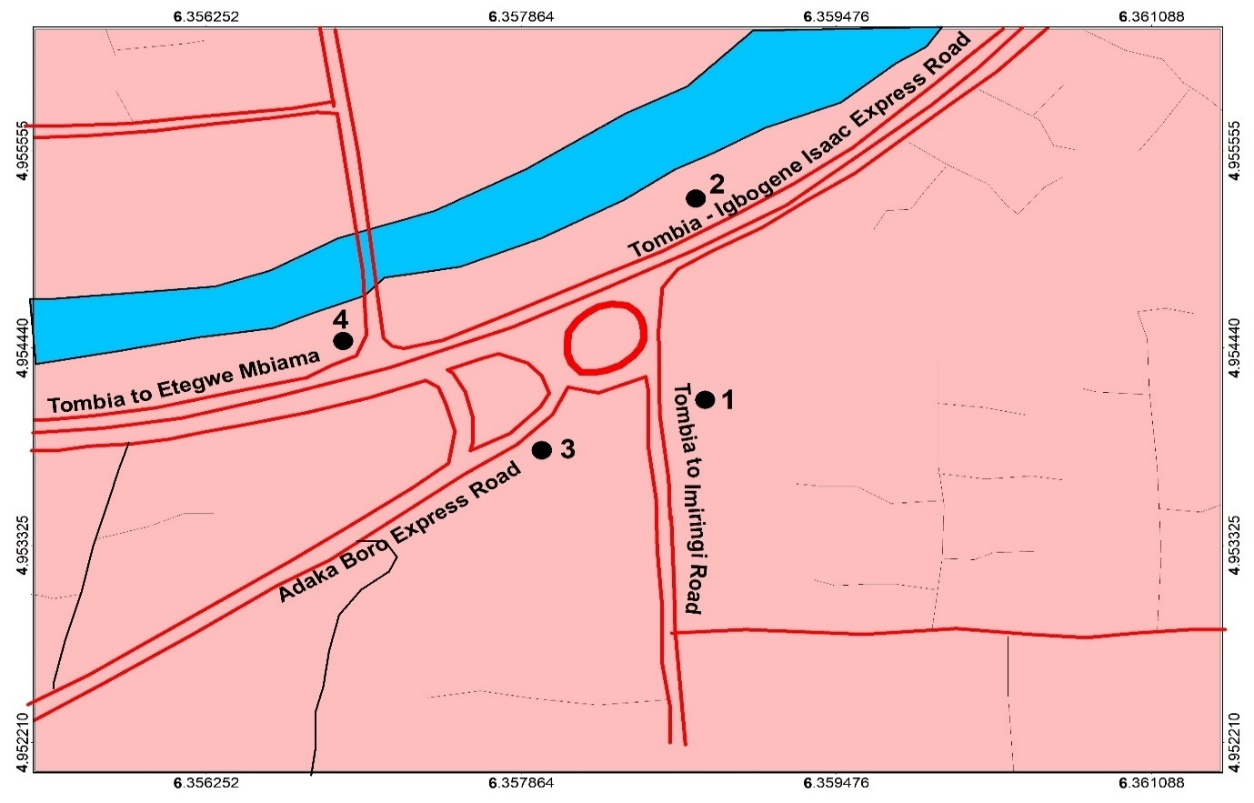 6.356252 6.357864 6.359476 6.361088
4.955555
4.955555
Tombia - Igbogene Isaac Express Road
2
4
4.954440
4.954440
Tombia to Etegwe Mbiama
1
Tombia to Imiringi Road
3
Adaka Boro Express Road
4.953325
4.953325
4.952210
4.952210
6.356252 6.357864 6.359476 6.361088